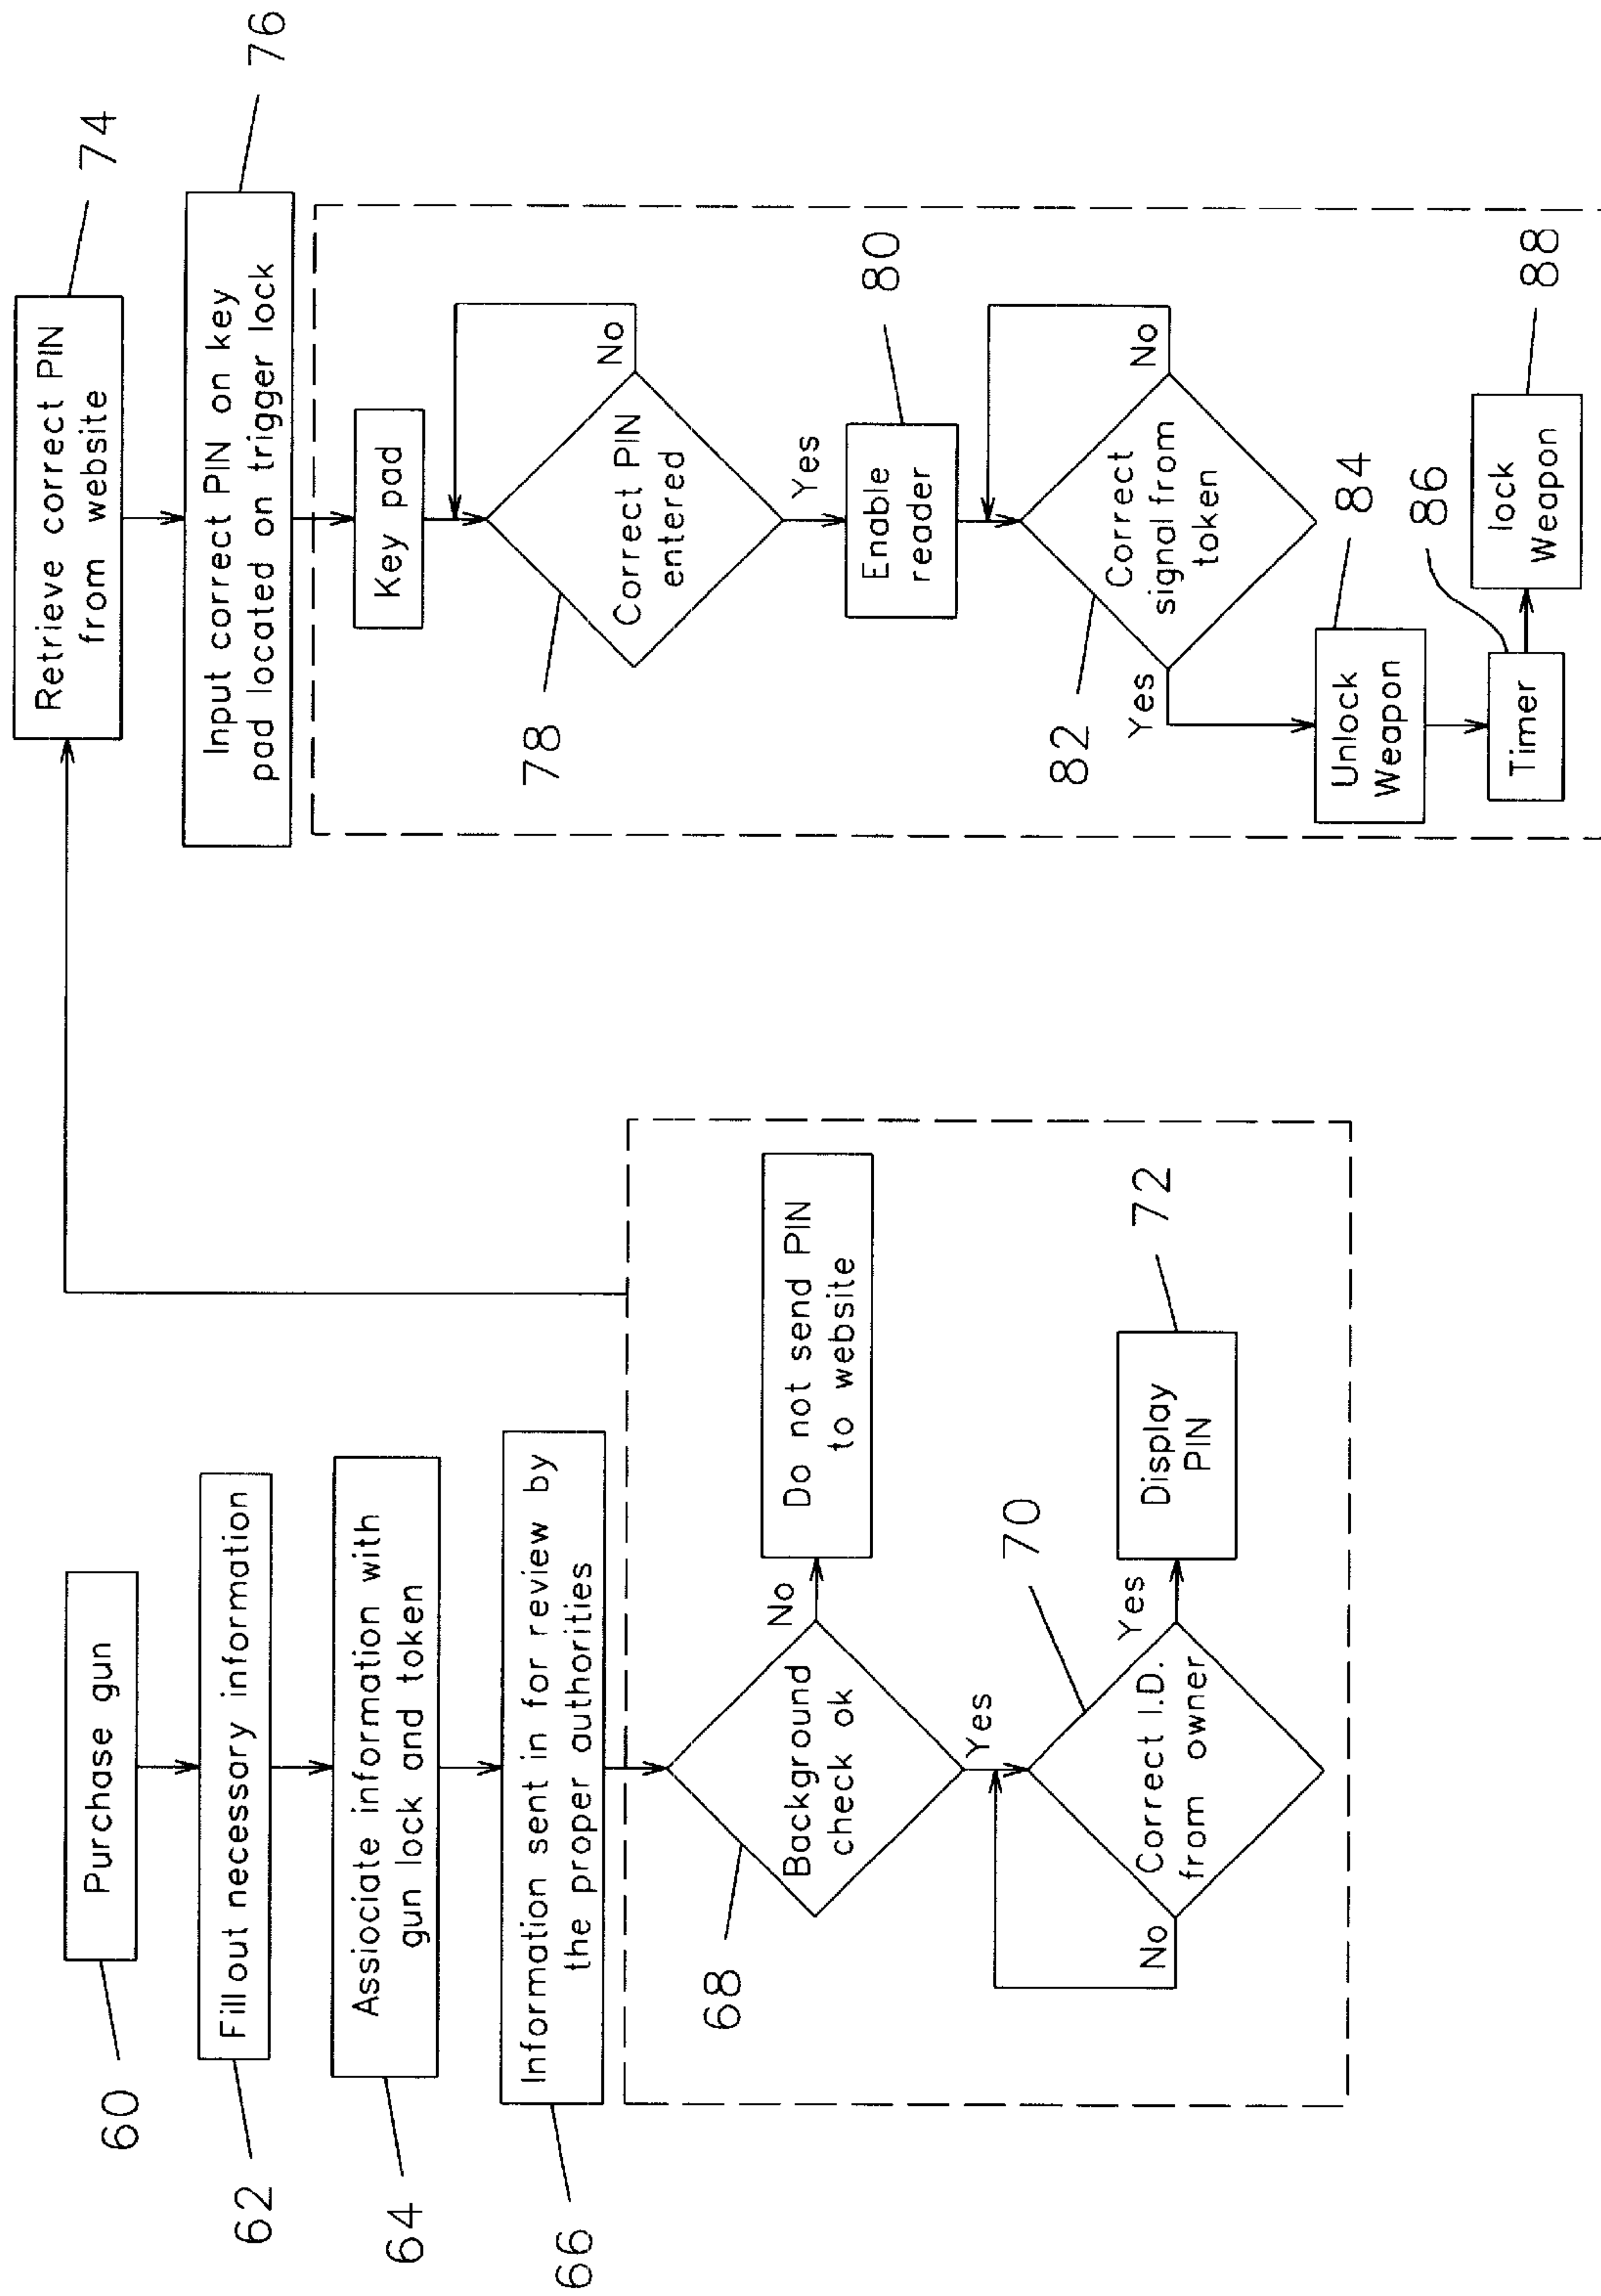 Purchase gun
60
Fill out necessary information
62
Assiociate information with
gun lock and token
64
Information sent in for review by
the proper authorities
66
Background
check ok
68
No
Do not send PIN
to website
Yes
Correct I.D.
from owner
70
No
Yes
Display
PIN
72
Retrieve correct PIN
from website
74
Input correct PIN on key
pad located on trigger lock
76
Key pad
Correct PIN
entered
78
No
Yes
Enable
reader
80
Correct
signal from
token
82
No
Yes
Unlock
Weapon
84
Timer
86
lock
Weapon
88